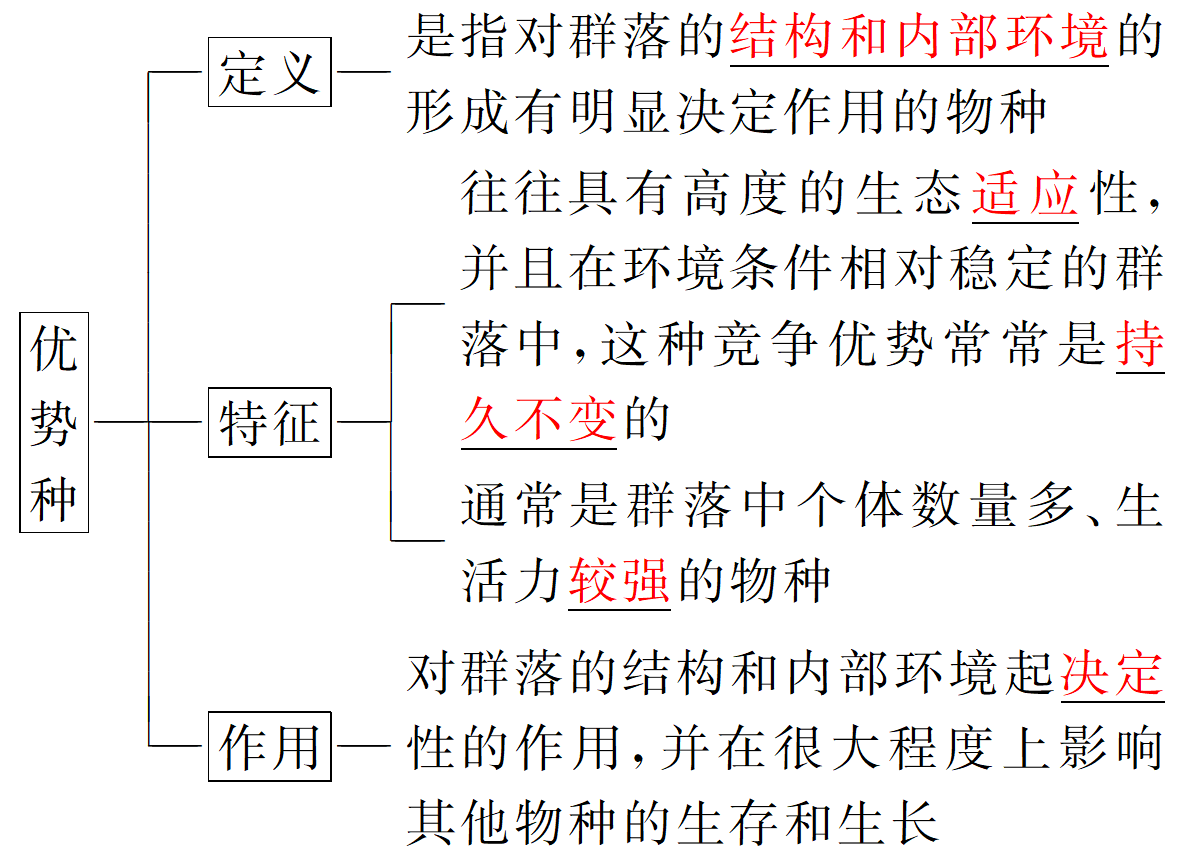 优势种
定义
是指对群落的结构和内部环境的
形成有明显决定作用的物种
特征
往往具有高度的生态适应性，
并且在环境条件相对稳定的群
落中，这种竞争优势常常是持
久不变的
通常是群落中个体数量多、生
活力较强的物种
作用
对群落的结构和内部环境起决定
性的作用，并在很大程度上影响
其他物种的生存和生长